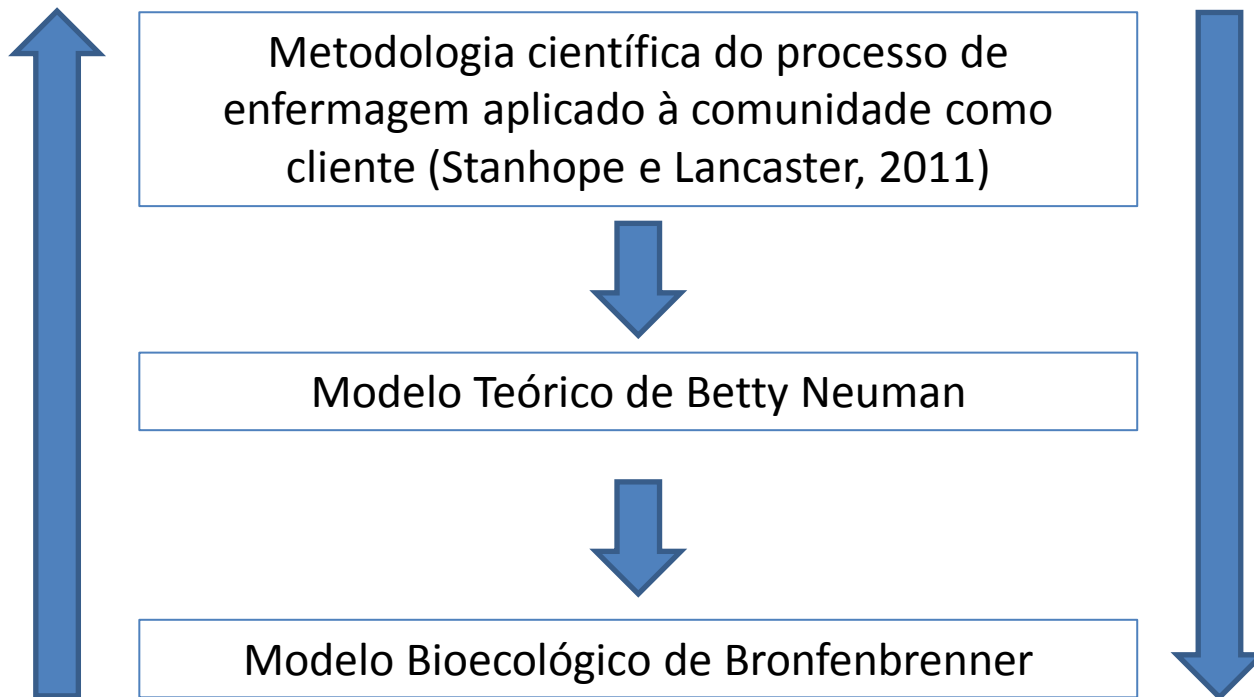 Metodologia científica do processo de
enfermagem aplicado à comunidade como
cliente (Stanhope e Lancaster, 2011)
Modelo Teórico de Betty Neuman
Modelo Bioecológico de Bronfenbrenner